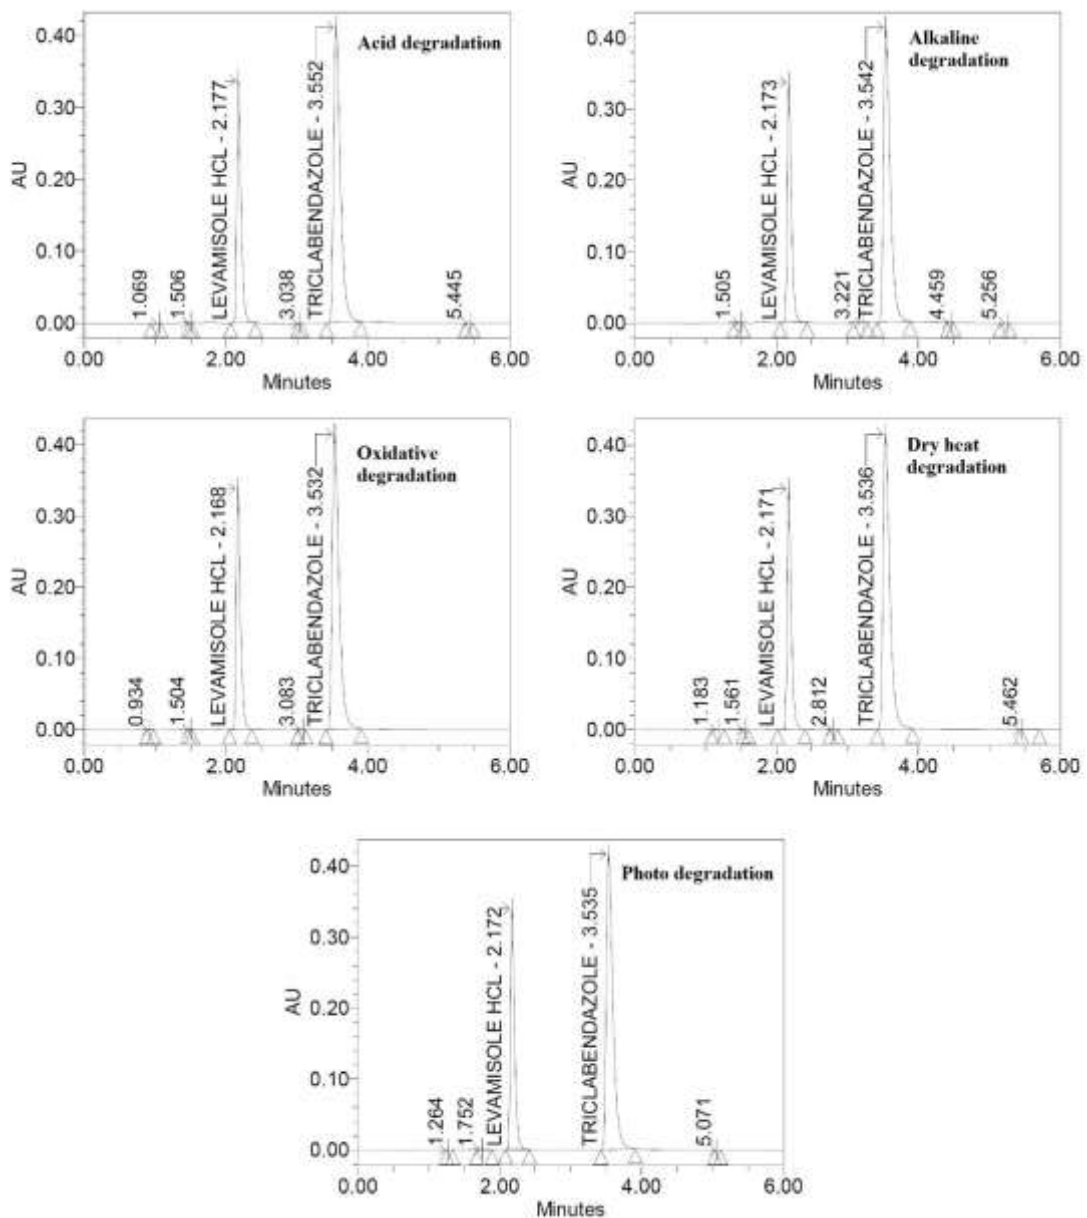 Acid degradation
AU
0.40
0.30
0.20
0.10
0.00
1.069
1.506
LEVAMISOLE HCL - 2.177
3.038
TRICLABENDAZOLE - 3.552
5.445
0.00 2.00 4.00 6.00
Minutes
Alkaline
degradation
AU
0.40
0.30
0.20
0.10
0.00
1.505
LEVAMISOLE HCL - 2.173
3.221
TRICLABENDAZOLE - 3.542
4.459
5.256
0.00 2.00 4.00 6.00
Minutes
Oxidative
degradation
AU
0.40
0.30
0.20
0.10
0.00
0.934
1.504
LEVAMISOLE HCL - 2.168
3.083
TRICLABENDAZOLE - 3.532
0.00 2.00 4.00 6.00
Minutes
Dry heat
degradation
AU
0.40
0.30
0.20
0.10
0.00
1.183
1.561
LEVAMISOLE HCL - 2.171
2.812
TRICLABENDAZOLE - 3.536
5.462
0.00 2.00 4.00 6.00
Minutes
Photo degradation
AU
0.40
0.30
0.20
0.10
0.00
1.264
1.752
LEVAMISOLE HCL - 2.172
TRICLABENDAZOLE - 3.535
5.071
0.00 2.00 4.00 6.00
Minutes